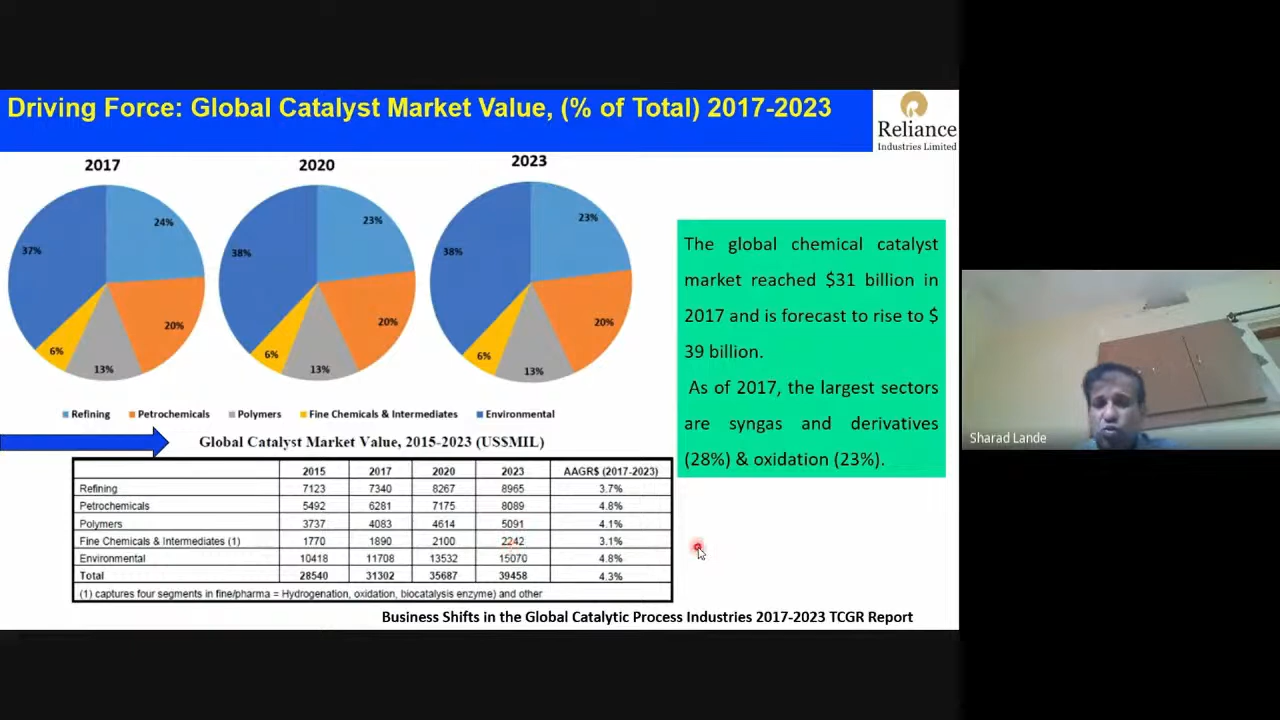 Driving Force: Global Catalyst Market Value, (% of Total) 2017-2023
Reliance
Industries Limited
2017 2020 2023
24% 20% 13% 6% 37%
23% 20% 13% 6% 38%
23% 20% 13% 6% 38%
Refining Petrochemicals Polymers Fine Chemicals & Intermediates Environmental
The global chemical catalyst
market reached $31 billion in
2017 and is forecast to rise to $
39 billion.
As of 2017, the largest sectors
are syngas and derivatives
(28%) & oxidation (23%).
Global Catalyst Market Value, 2015-2023 (USSMIL)
2015 2017 2020 2023 AAGR$ (2017-2023)
Refining 7123 7340 8267 8965 3.7%
Petrochemicals 5492 6281 7175 8089 4.8%
Polymers 3737 4083 4614 5091 4.1%
Fine Chemicals & Intermediates (1) 1770 1890 2100 2242 3.1%
Environmental 10418 11708 13532 15070 4.8%
Total 28540 31302 35687 39458 4.3%
(1) captures four segments in fine/pharma = Hydrogenation, oxidation, biocatalysis enzyme) and other
Business Shifts in the Global Catalytic Process Industries 2017-2023 TCGR Report
Sharad Lande